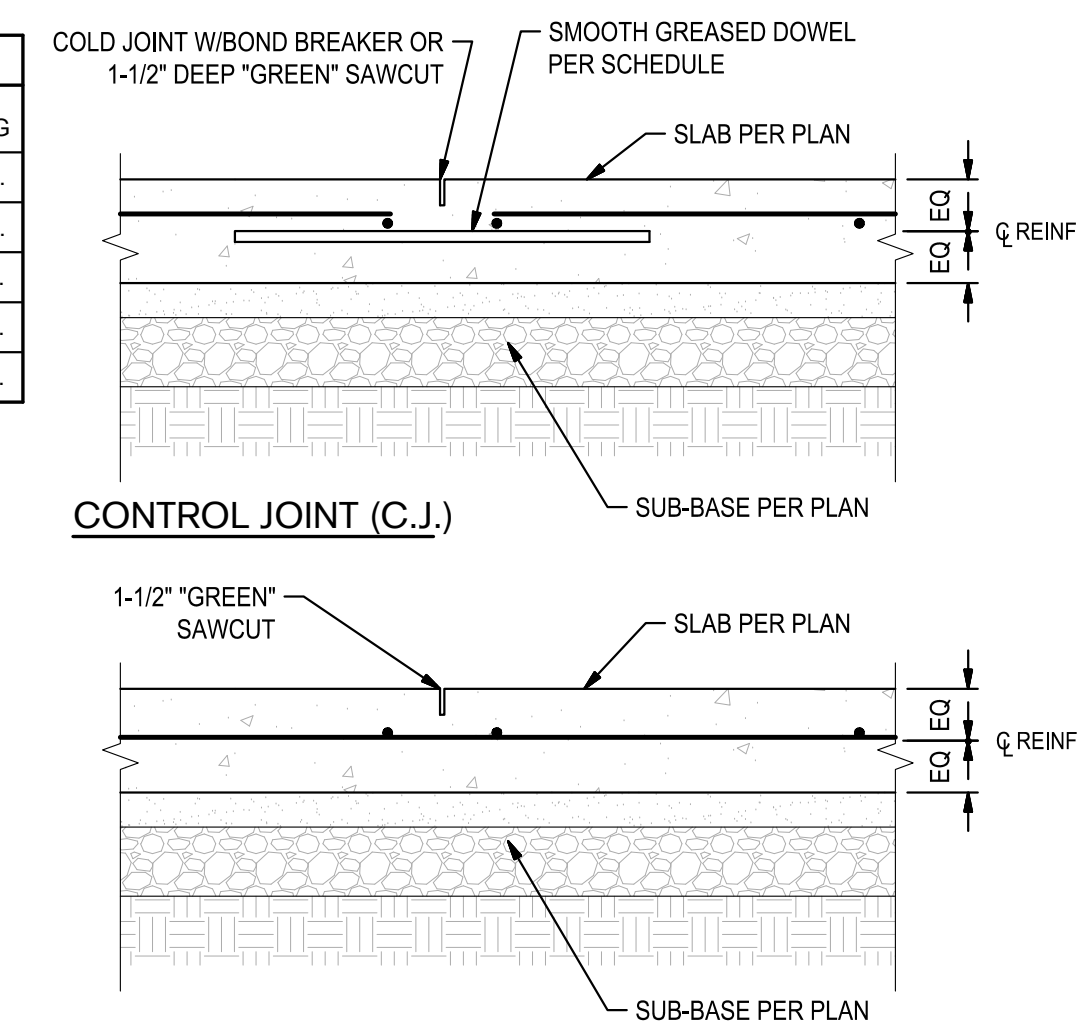 G
COLD JOINT W/BOND BREAKER OR
1-1/2" DEEP "GREEN" SAWCUT
SMOOTH GREASED DOWEL
PER SCHEDULE
SLAB PER PLAN
EQ
EQ
℄ REINF
SUB-BASE PER PLAN
CONTROL JOINT (C.J.)
1-1/2" "GREEN"
SAWCUT
SLAB PER PLAN
EQ
EQ
℄ REINF
SUB-BASE PER PLAN